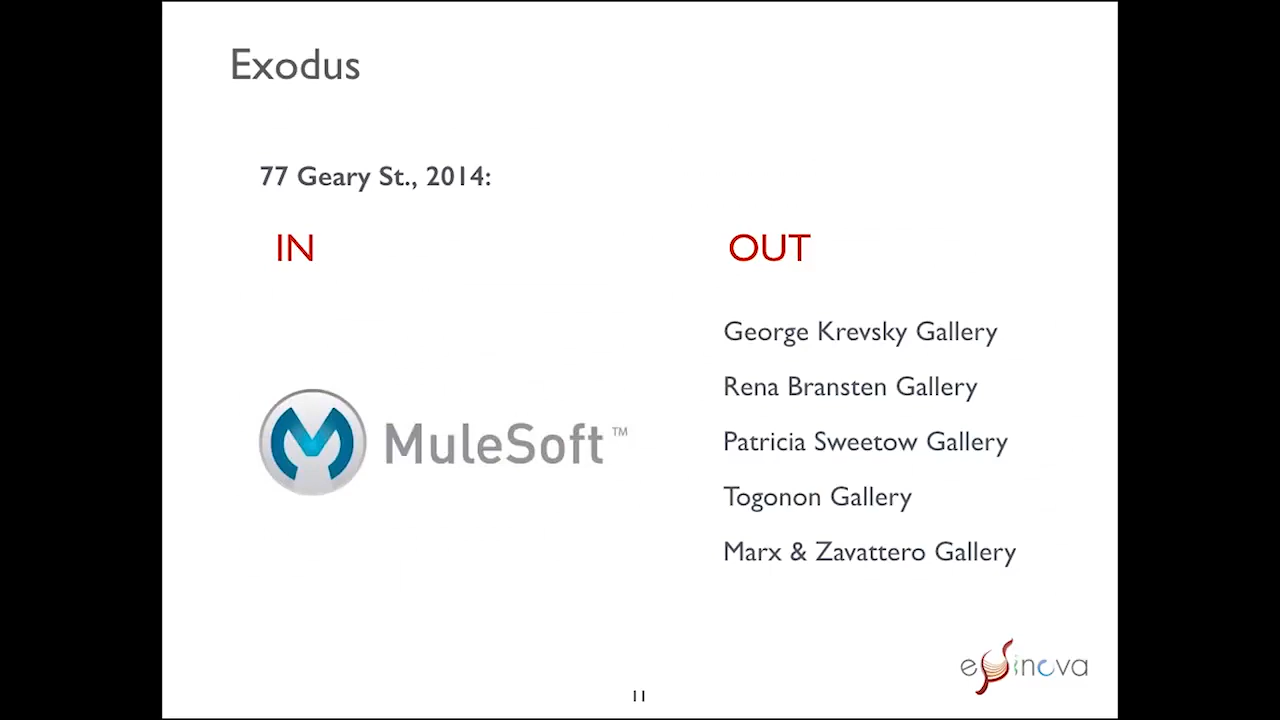 Exodus
77 Geary St., 2014:
IN
OUT
MuleSoft™
George Krevsky Gallery
Rena Bransten Gallery
Patricia Sweetow Gallery
Togonon Gallery
Marx & Zavattero Gallery
11